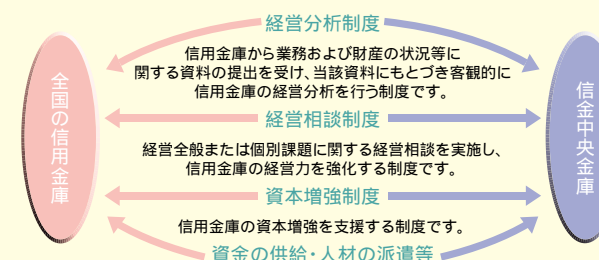 経営分析制度
信用金庫から業務および財産の状況等に
関する資料の提出を受け、当該資料にもとづき客観的に
信用金庫の経営分析を行う制度です。
全国の信用金庫
信金中央金庫
経営相談制度
経営全般または個別課題に関する経営相談を実施し、
信用金庫の経営力を強化する制度です。
資本増強制度
信用金庫の資本増強を支援する制度です。
資金の供給・人材の派遣等